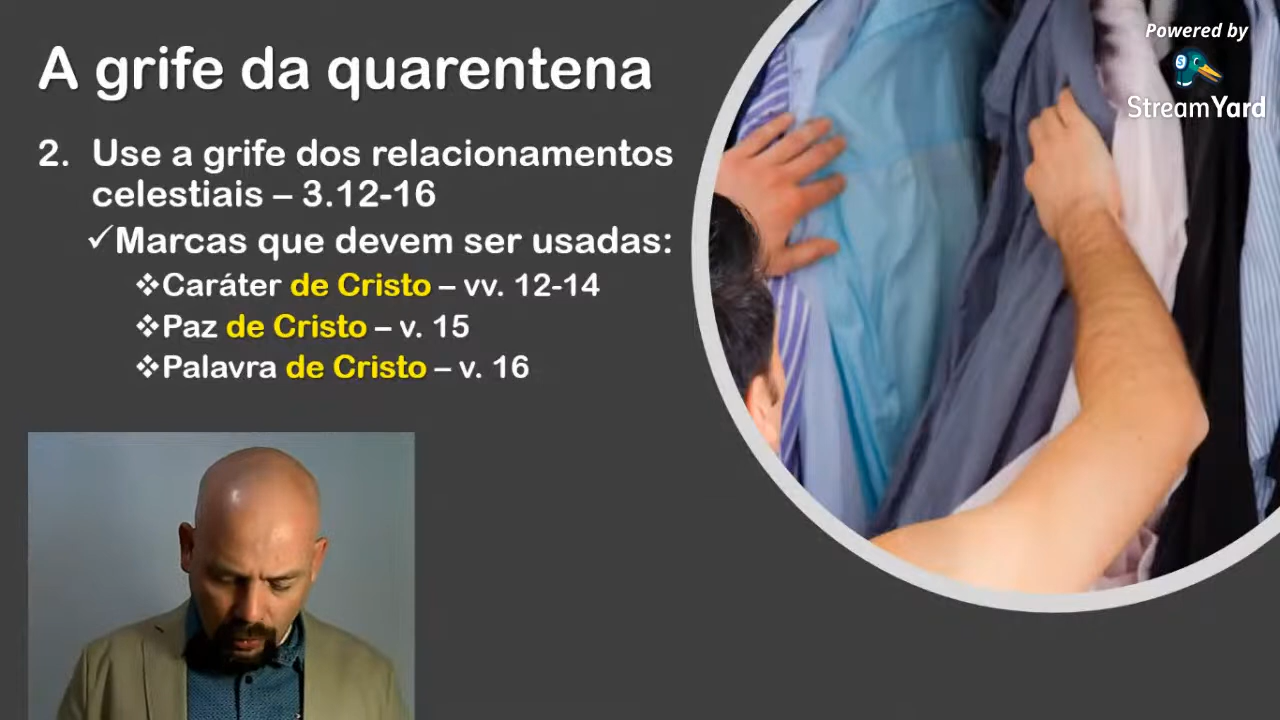 A grife da quarentena
2. Use a grife dos relacionamentos
celestiais – 3.12-16
✓Marcas que devem ser usadas:
❖Caráter de Cristo – vv. 12-14
❖Paz de Cristo – v. 15
❖Palavra de Cristo – v. 16
Powered by
S
StreamYard